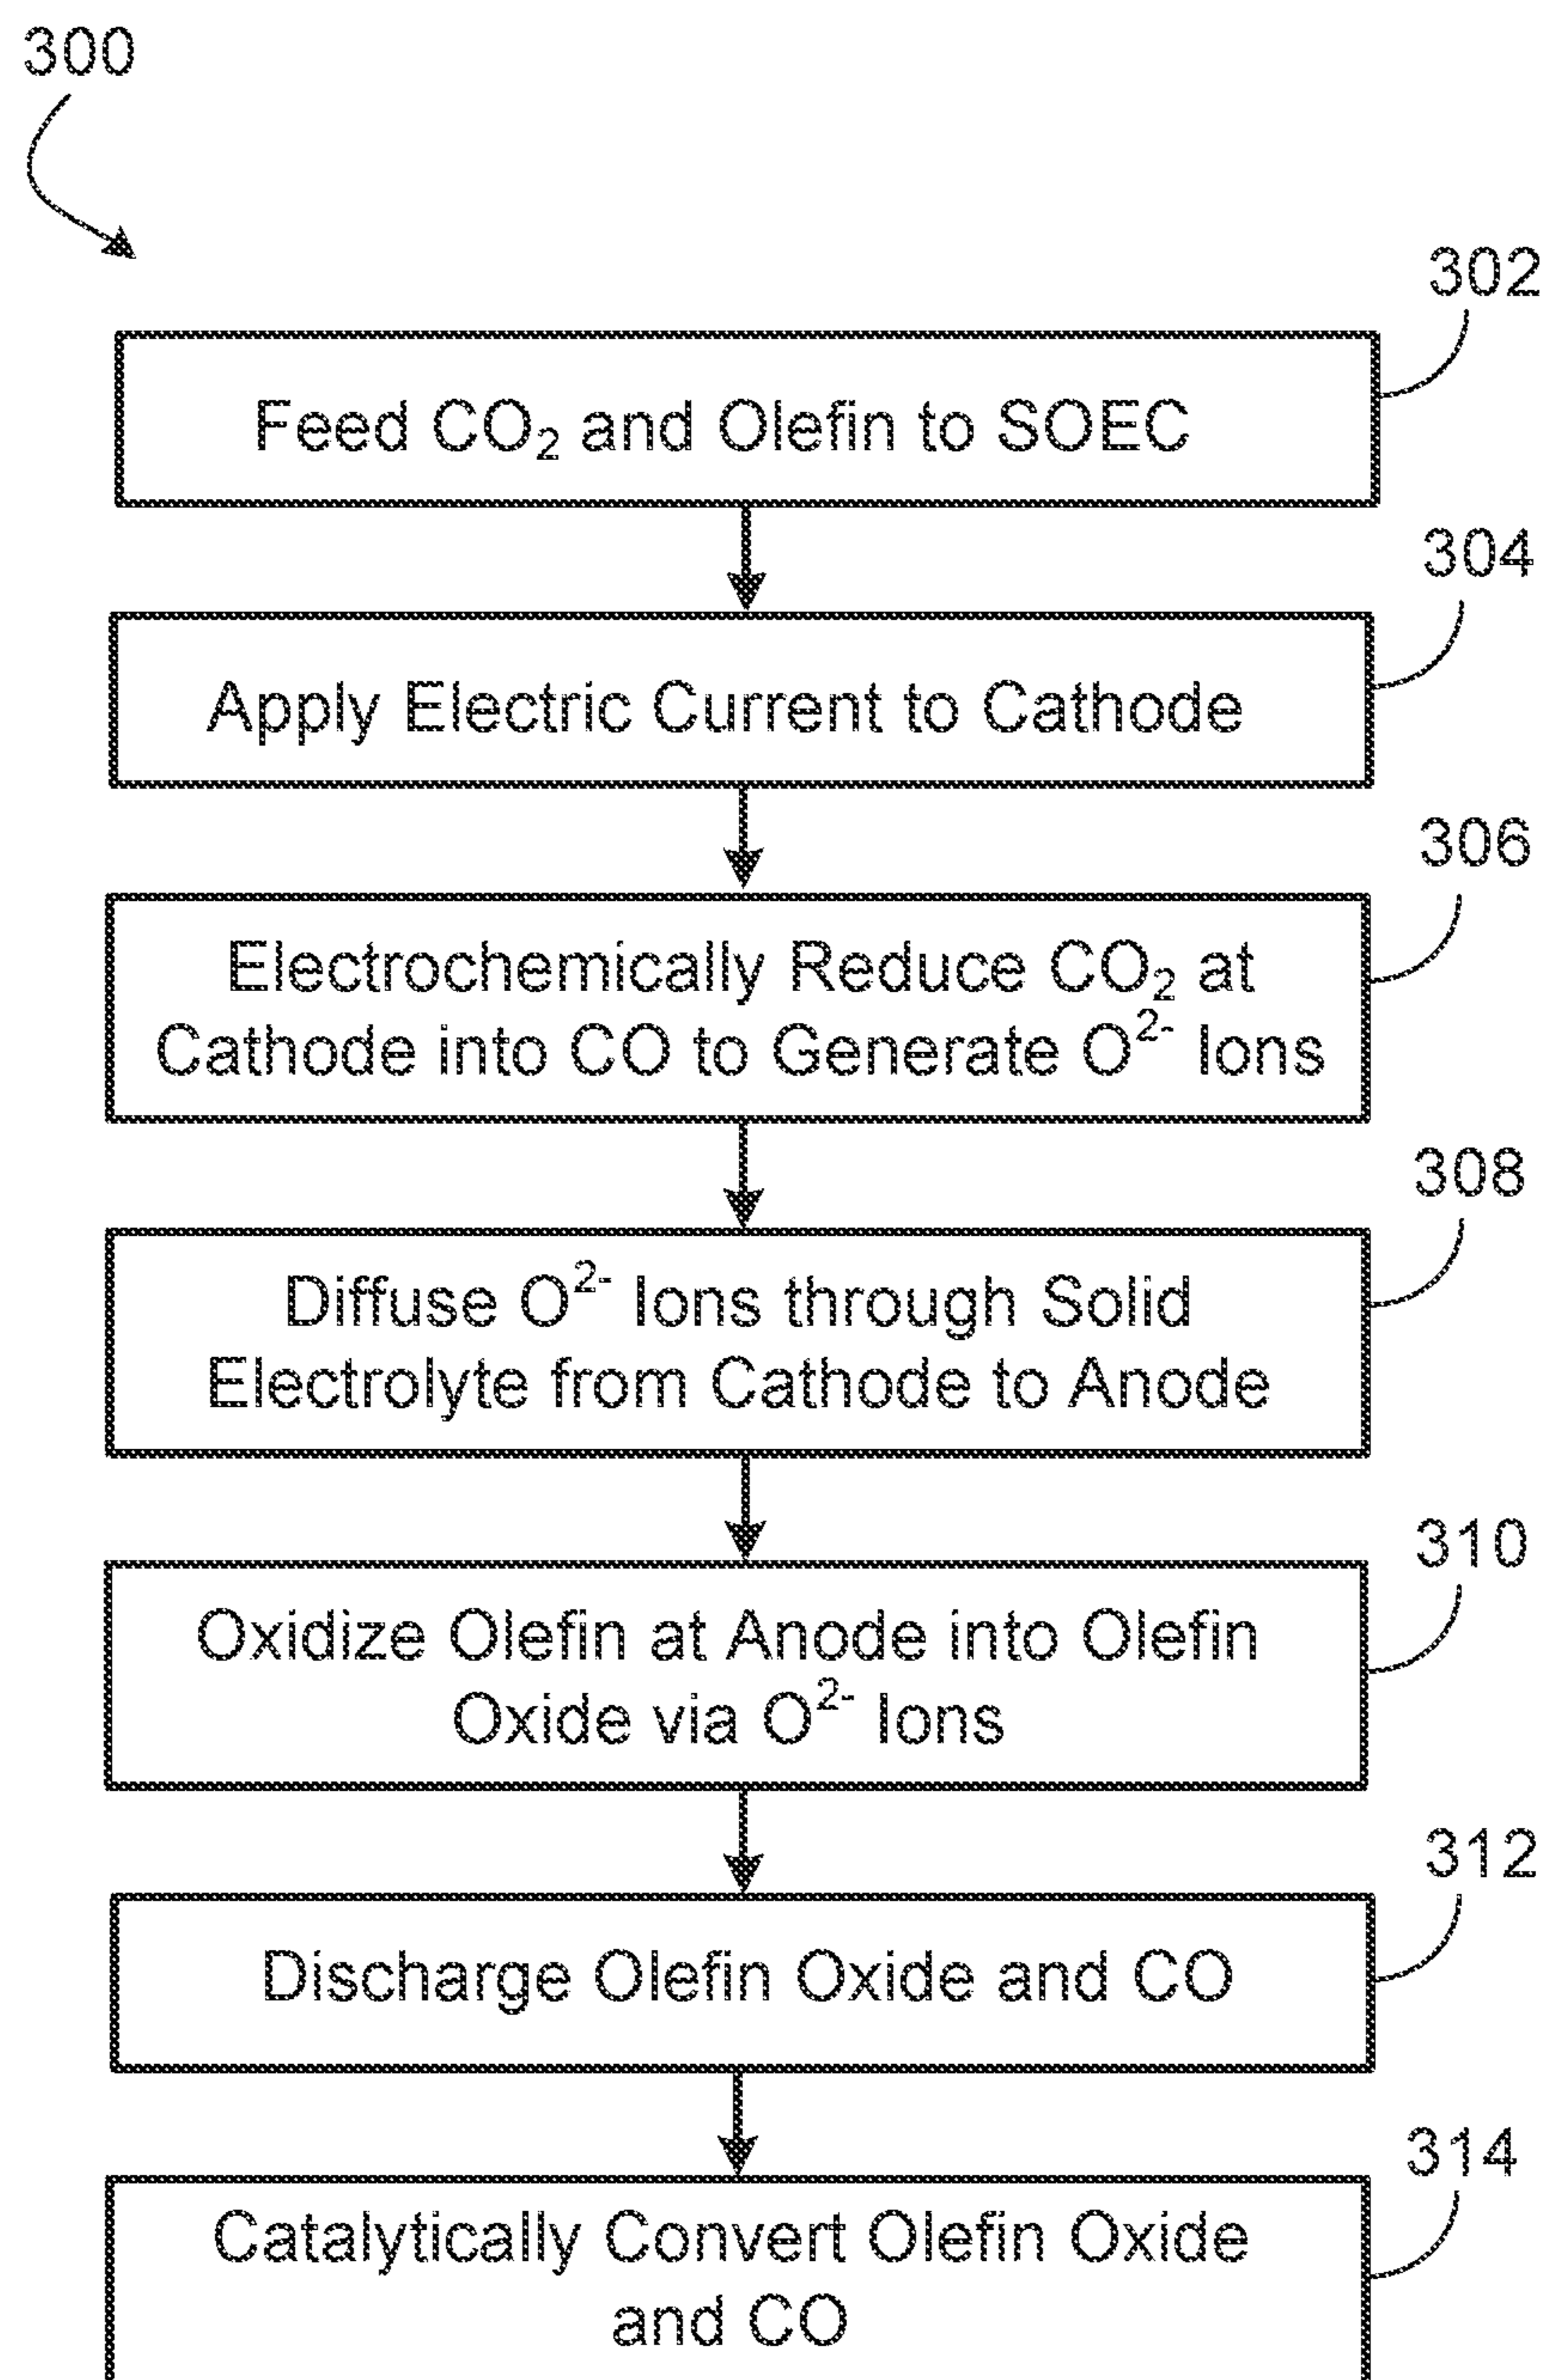 300
302
Feed CO₂ and Olefin to SOEC
304
Apply Electric Current to Cathode
306
Electrochemically Reduce CO₂ at
Cathode into CO to Generate O²⁻ Ions
308
Diffuse O²⁻ Ions through Solid
Electrolyte from Cathode to Anode
310
Oxidize Olefin at Anode into Olefin
Oxide via O²⁻ Ions
312
Discharge Olefin Oxide and CO
314
Catalytically Convert Olefin Oxide
and CO